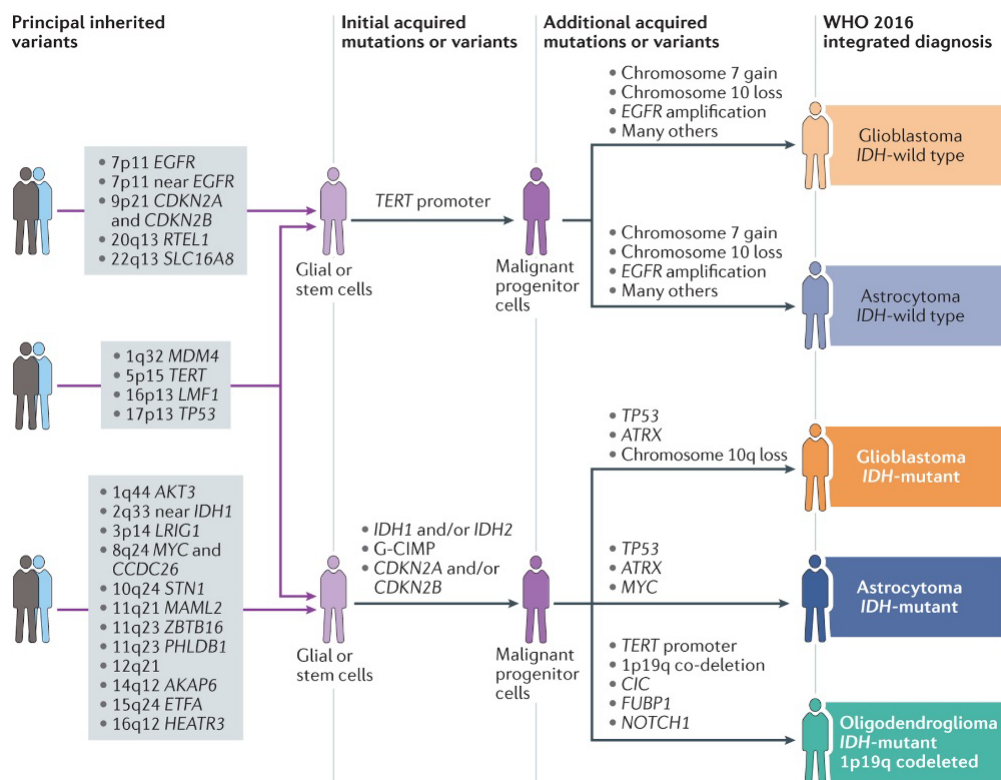 Principal inherited
variants
Initial acquired
mutations or variants
Additional acquired
mutations or variants
WHO 2016
integrated diagnosis
• 7p11 EGFR
• 7p11 near EGFR
• 9p21 CDKN2A
and CDKN2B
• 20q13 RTEL1
• 22q13 SLC16A8
Glial or
stem cells
TERT promoter
Malignant
progenitor
cells
• Chromosome 7 gain
• Chromosome 10 loss
• EGFR amplification
• Many others
Glioblastoma
IDH-wild type
• Chromosome 7 gain
• Chromosome 10 loss
• EGFR amplification
• Many others
Astrocytoma
IDH-wild type
• 1q32 MDM4
• 5p15 TERT
• 16p13 LMF1
• 17p13 TP53
• 1q44 AKT3
• 2q33 near IDH1
• 3p14 LRIG1
• 8q24 MYC and
CCDC26
• 10q24 STN1
• 11q21 MAML2
• 11q23 ZBTB16
• 11q23 PHLDB1
• 12q21
• 14q12 AKAP6
• 15q24 ETFA
• 16q12 HEATR3
Glial or
stem cells
• IDH1 and/or IDH2
• G-CIMP
• CDKN2A and/or
CDKN2B
Malignant
progenitor
cells
• TP53
• ATRX
• Chromosome 10q loss
Glioblastoma
IDH-mutant
• TP53
• ATRX
• MYC
Astrocytoma
IDH-mutant
• TERT promoter
• 1p19q co-deletion
• CIC
• FUBP1
• NOTCH1
Oligodendroglioma
IDH-mutant
1p19q codeleted